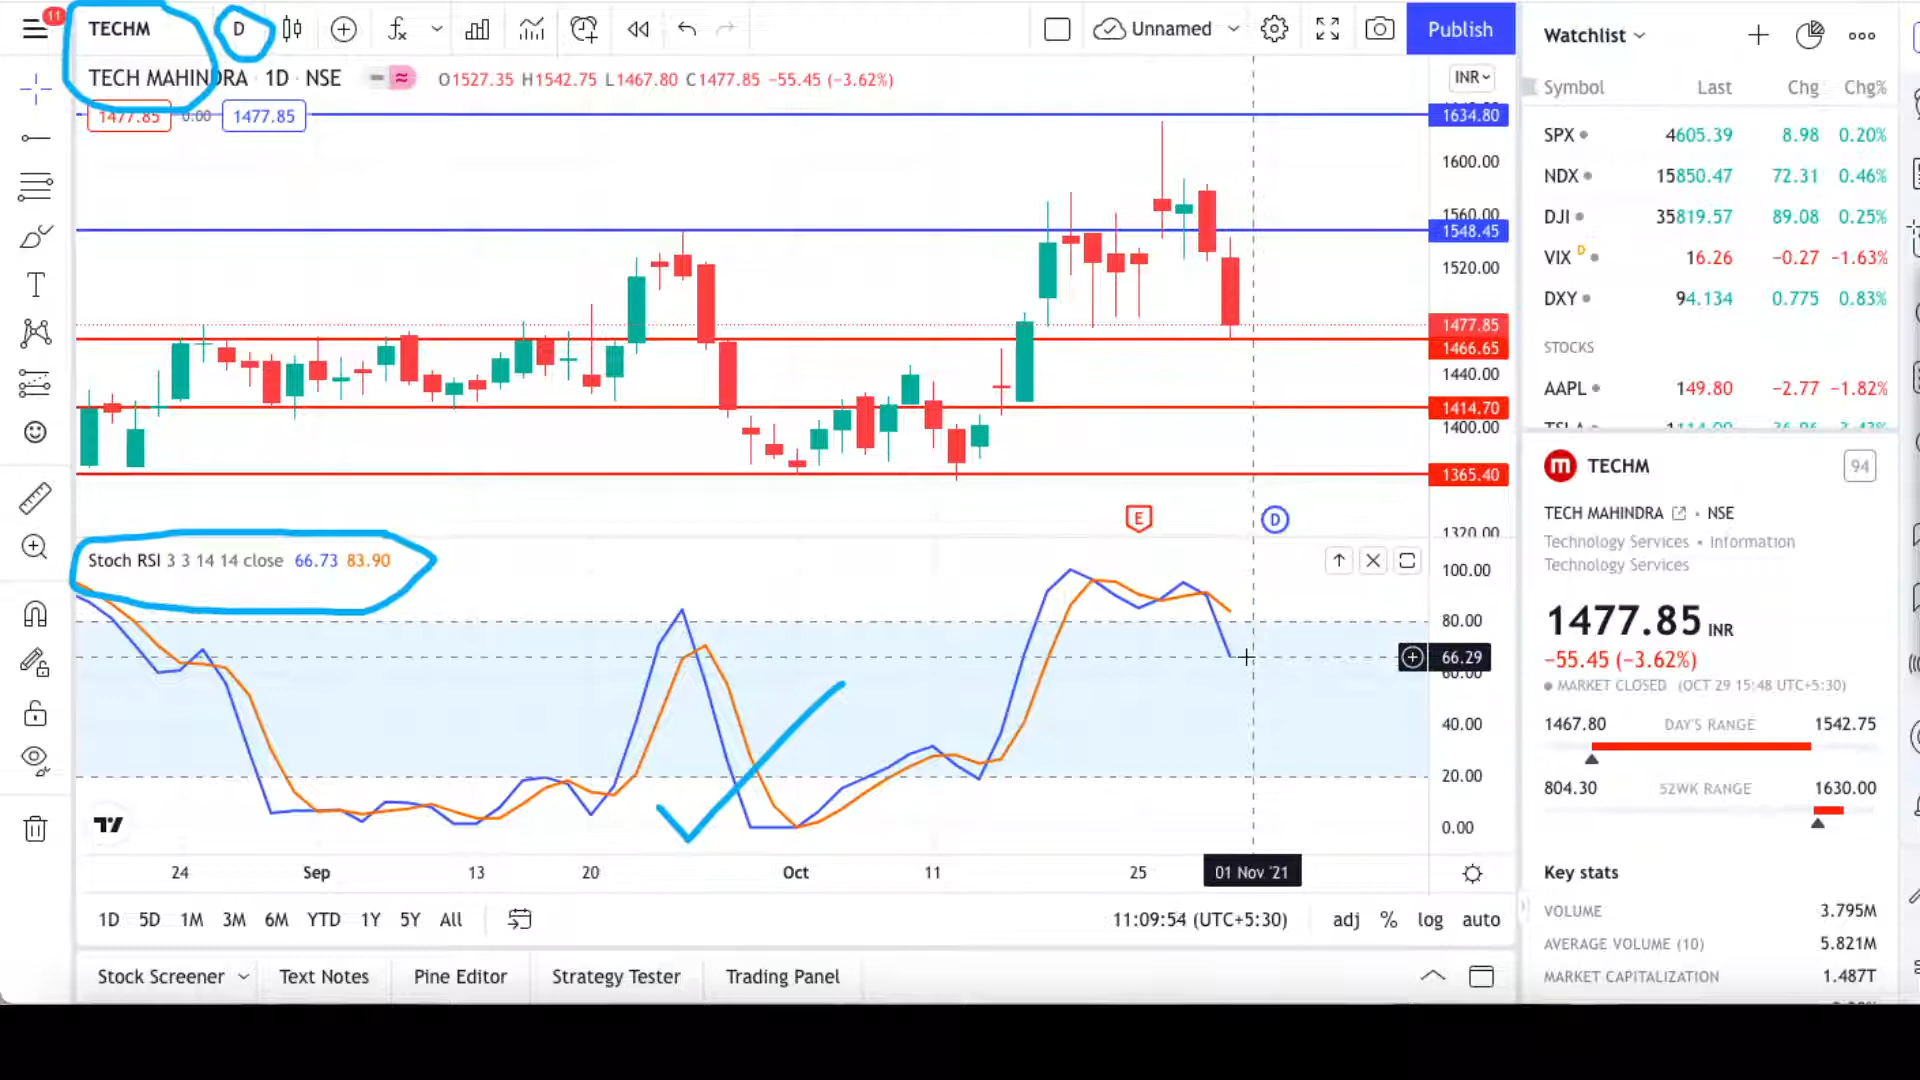 11
TECHM
D
Unnamed
Publish
TECH MAHINDRA · 1D · NSE
O1527.35 H1542.75 L1467.80 C1477.85 −55.45 (−3.62%)
INR
1477.85 0.00 1477.85
1634.80
1600.00
1560.00
1548.45
1520.00
1477.85
1466.65
1440.00
1414.70
1400.00
1365.40
1320.00
E
D
Stoch RSI 3 3 14 14 close 66.73 83.90
100.00
80.00
66.29
60.00
40.00
20.00
0.00
24 Sep 13 20 Oct 11 25 01 Nov '21
1D 5D 1M 3M 6M YTD 1Y 5Y All
11:09:54 (UTC+5:30) adj % log auto
Stock Screener Text Notes Pine Editor Strategy Tester Trading Panel
Watchlist
Symbol Last Chg Chg%
SPX 4605.39 8.98 0.20%
NDX 15850.47 72.31 0.46%
DJI 35819.57 89.08 0.25%
VIX D 16.26 −0.27 −1.63%
DXY 94.134 0.775 0.83%
STOCKS
AAPL 149.80 −2.77 −1.82%
TECHM 94
TECH MAHINDRA • NSE
Technology Services • Information
Technology Services
1477.85 INR
−55.45 (−3.62%)
MARKET CLOSED (OCT 29 15:48 UTC+5:30)
1467.80 DAY'S RANGE 1542.75
804.30 52WK RANGE 1630.00
Key stats
VOLUME 3.795M
AVERAGE VOLUME (10) 5.821M
MARKET CAPITALIZATION 1.487T